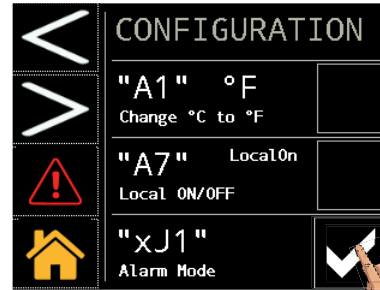 CONFIGURATION
"A1" °F
Change °C to °F
"A7" LocalOn
Local ON/OFF
"xJ1"
Alarm Mode